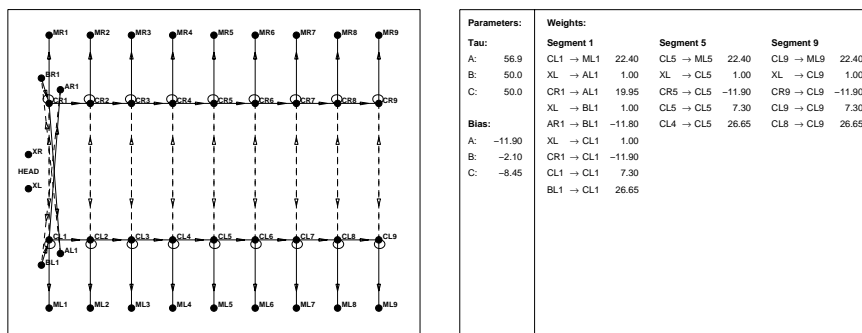 MR1 MR2 MR3 MR4 MR5 MR6 MR7 MR8 MR9
BR1
AR1
CR1 CR2 CR3 CR4 CR5 CR6 CR7 CR8 CR9
XR
HEAD
XL
CL1 CL2 CL3 CL4 CL5 CL6 CL7 CL8 CL9
AL1
BL1
ML1 ML2 ML3 ML4 ML5 ML6 ML7 ML8 ML9
Parameters: Weights:
Tau: Segment 1 Segment 5 Segment 9
A: 56.9 CL1 → ML1 22.40 CL5 → ML5 22.40 CL9 → ML9 22.40
B: 50.0 XL → AL1 1.00 XL → CL5 1.00 XL → CL9 1.00
C: 50.0 CR1 → AL1 19.95 CR5 → CL5 −11.90 CR9 → CL9 −11.90
XL → BL1 1.00 CL5 → CL5 7.30 CL9 → CL9 7.30
Bias: AR1 → BL1 −11.80 CL4 → CL5 26.65 CL8 → CL9 26.65
A: −11.90 XL → CL1 1.00
B: −2.10 CR1 → CL1 −11.90
C: −8.45 CL1 → CL1 7.30
BL1 → CL1 26.65